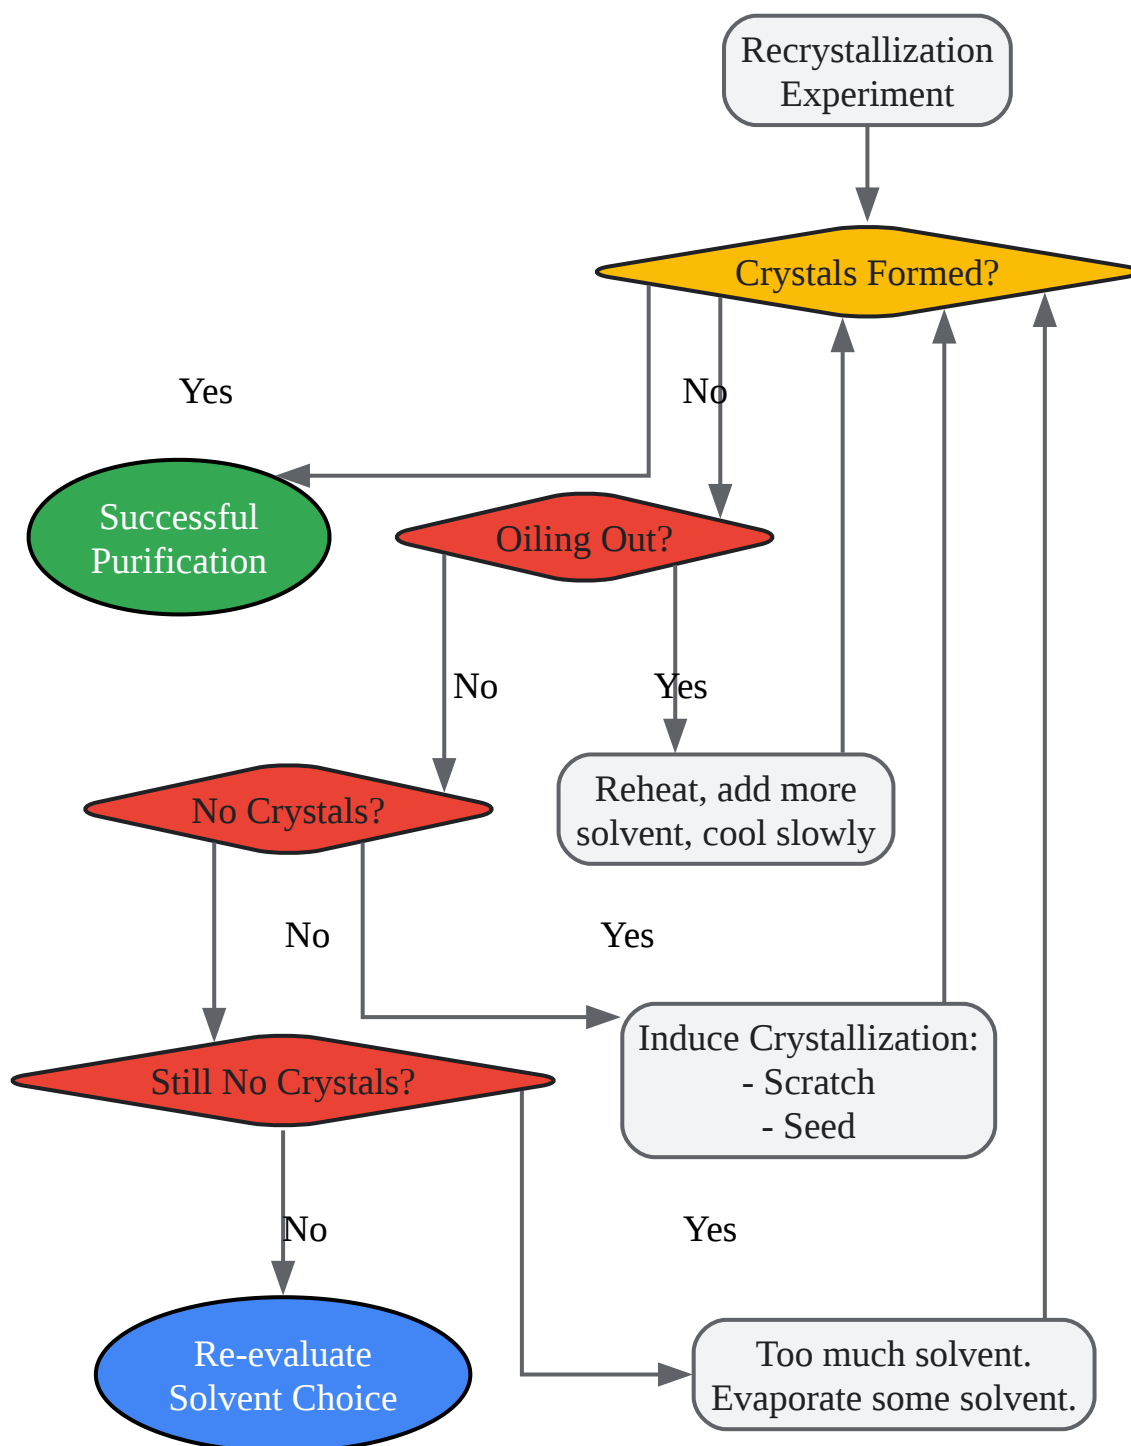 Recrystallization
Experiment
Crystals Formed?
Yes
No
Successful
Purification
Oiling Out?
No
Yes
Reheat, add more
solvent, cool slowly
No Crystals?
No
Yes
Induce Crystallization:
- Scratch
- Seed
Still No Crystals?
No
Yes
Re-evaluate
Solvent Choice
Too much solvent.
Evaporate some solvent.